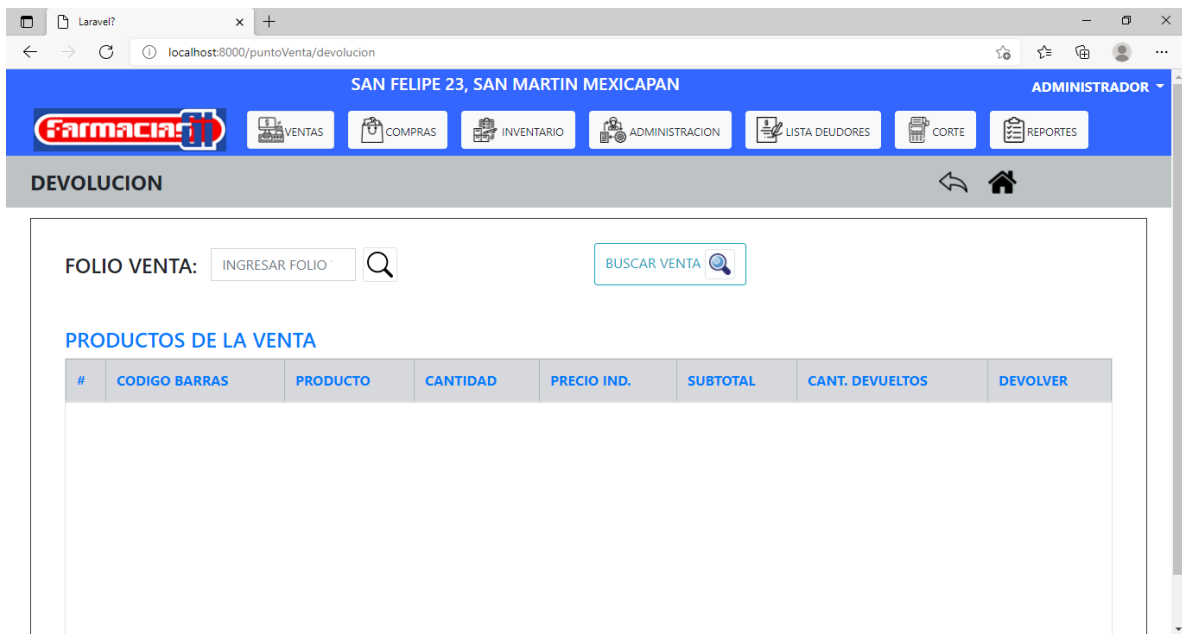 Laravel?
localhost:8000/puntoVenta/devolucion
SAN FELIPE 23, SAN MARTIN MEXICAPAN
ADMINISTRADOR
Farmacias
VENTAS
COMPRAS
INVENTARIO
ADMINISTRACION
LISTA DEUDORES
CORTE
REPORTES
DEVOLUCION
FOLIO VENTA:
INGRESAR FOLIO
BUSCAR VENTA
PRODUCTOS DE LA VENTA
# CODIGO BARRAS PRODUCTO CANTIDAD PRECIO IND. SUBTOTAL CANT. DEVUELTOS DEVOLVER